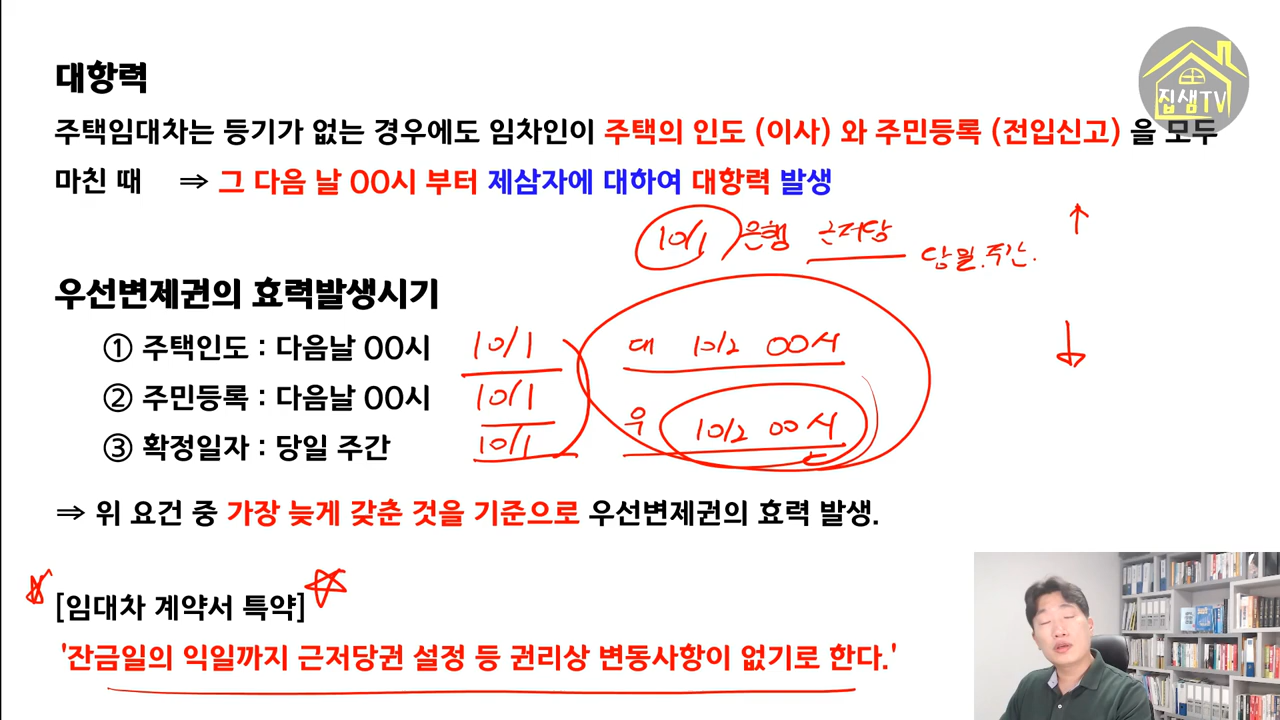 집샘TV
대항력
주택임대차는 등기가 없는 경우에도 임차인이 주택의 인도 (이사) 와 주민등록 (전입신고) 을 모두
마친 때 ⇒ 그 다음 날 00시 부터 제삼자에 대하여 대항력 발생
10/1 은행 근저당 당일.주간.
우선변제권의 효력발생시기
① 주택인도 : 다음날 00시 10/1 대 10/2 00시
② 주민등록 : 다음날 00시 10/1 우 10/2 00시
③ 확정일자 : 당일 주간 10/1
⇒ 위 요건 중 가장 늦게 갖춘 것을 기준으로 우선변제권의 효력 발생.
[임대차 계약서 특약]
'잔금일의 익일까지 근저당권 설정 등 권리상 변동사항이 없기로 한다.'